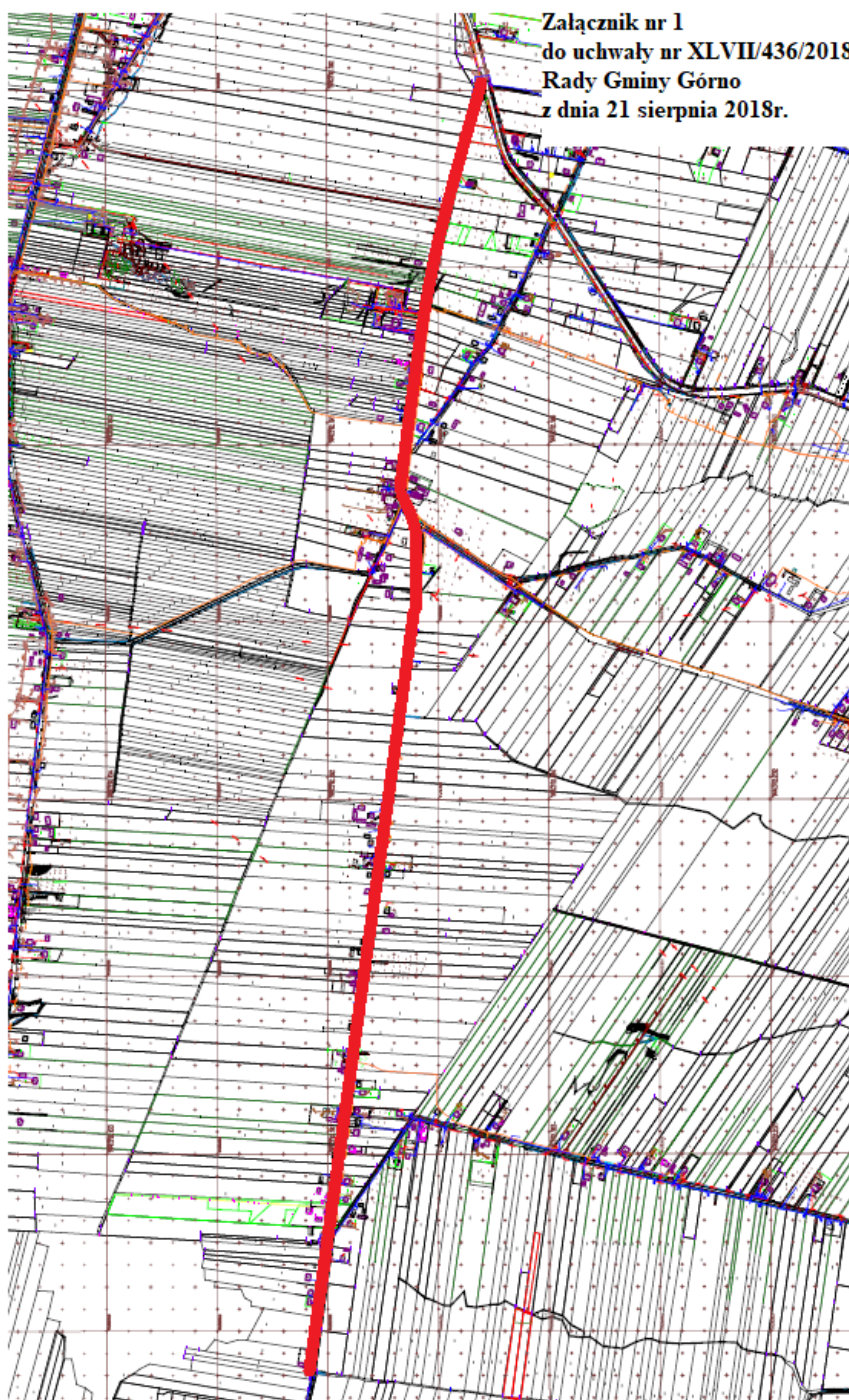 Załącznik nr 1
do uchwały nr XLVII/436/2018
Rady Gminy Górno
z dnia 21 sierpnia 2018r.